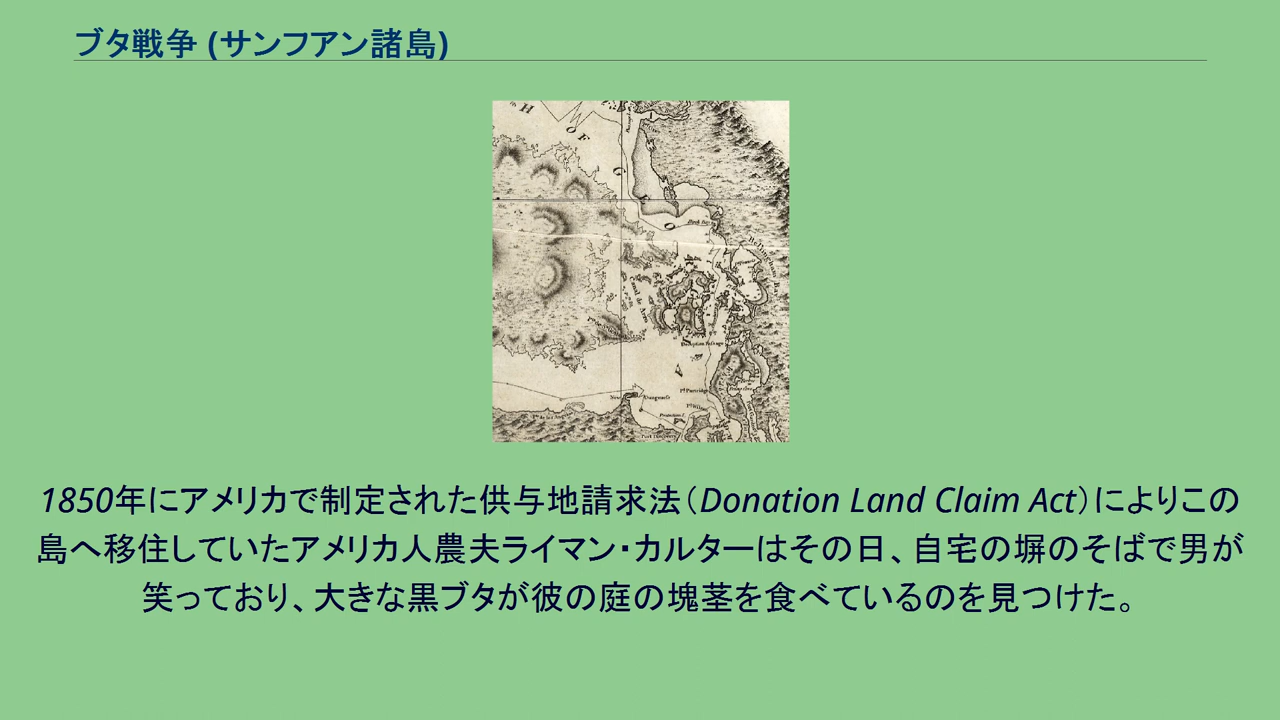 ブタ戦争 (サンフアン諸島)
H
OF
G
O
1850年にアメリカで制定された供与地請求法（Donation Land Claim Act）によりこの
島へ移住していたアメリカ人農夫ライマン・カルターはその日、自宅の塀のそばで男が
笑っており、大きな黒ブタが彼の庭の塊茎を食べているのを見つけた。